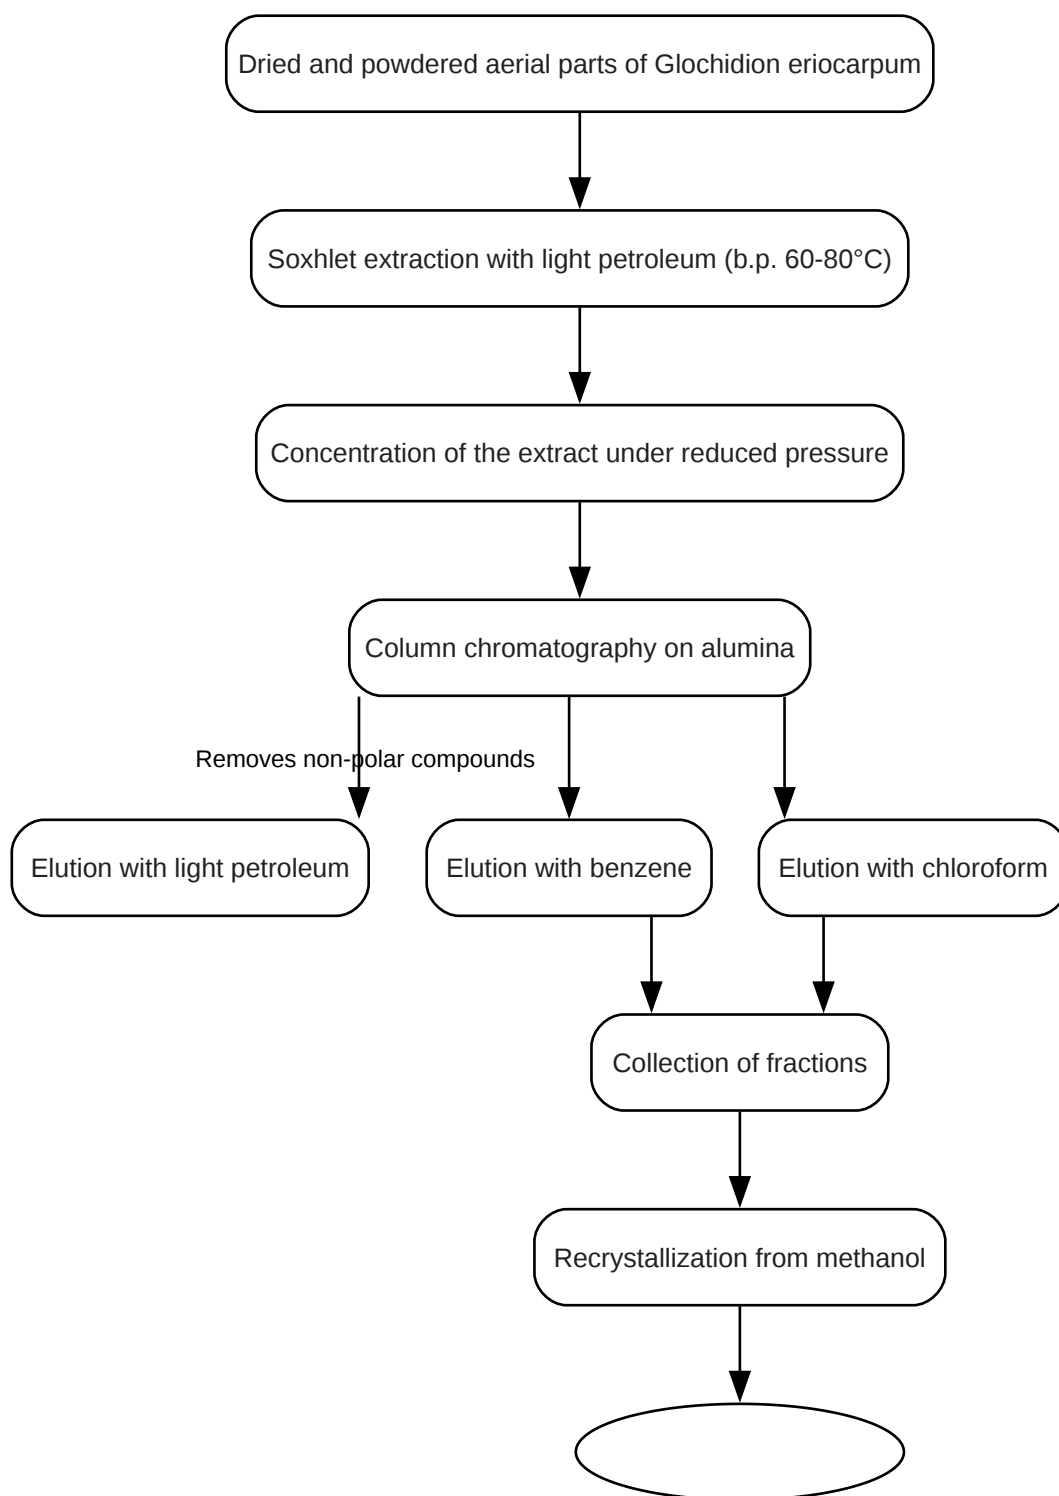 Dried and powdered aerial parts of Glochidion eriocarpum
Soxhlet extraction with light petroleum (b.p. 60-80°C)
Concentration of the extract under reduced pressure
Column chromatography on alumina
Removes non-polar compounds
Elution with light petroleum
Elution with benzene
Elution with chloroform
Collection of fractions
Recrystallization from methanol